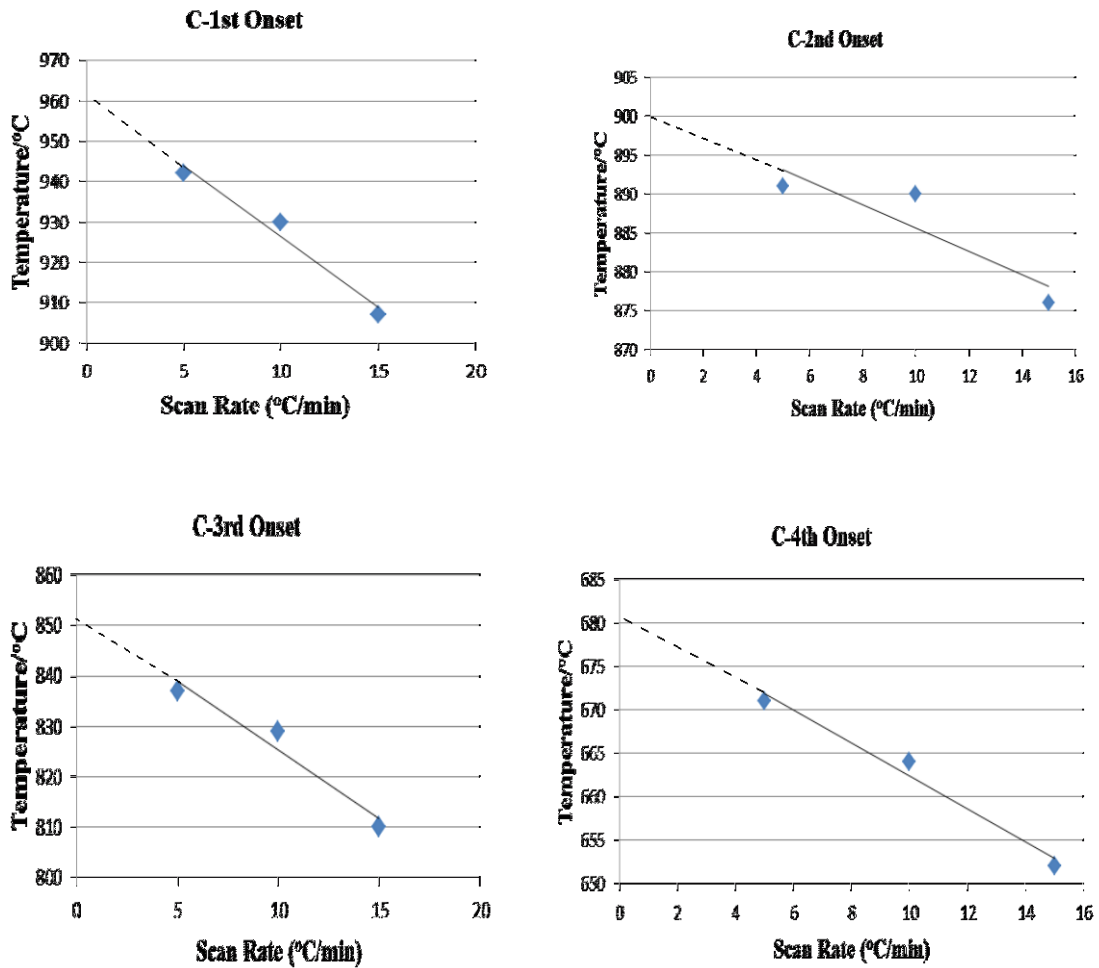 C-1st Onset
970
960
950
940
930
920
910
900
0 5 10 15 20
Temperature/°C
Scan Rate (°C/min)
C-2nd Onset
905
900
895
890
885
880
875
870
0 2 4 6 8 10 12 14 16
Temperature/°C
Scan Rate (°C/min)
C-3rd Onset
860
850
840
830
820
810
800
0 5 10 15 20
Temperature/°C
Scan Rate (°C/min)
C-4th Onset
685
680
675
670
665
660
655
650
0 2 4 6 8 10 12 14 16
Temperature/°C
Scan Rate (°C/min)